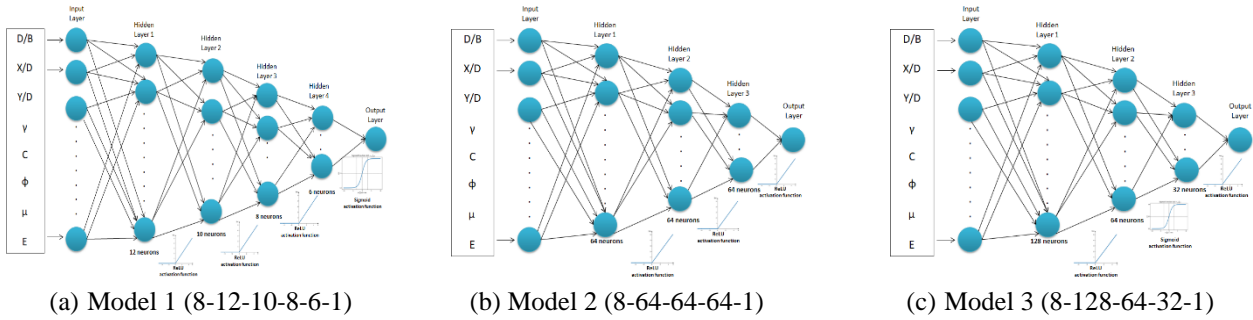 Input
Layer
Hidden
Layer 1
Hidden
Layer 2
Hidden
Layer 3
Hidden
Layer 4
Output
Layer
D/B
X/D
Y/D
γ
C
ϕ
μ
E
12 neurons
10 neurons
8 neurons
6 neurons
ReLU
activation function
ReLU
activation function
ReLU
activation function
Sigmoid
activation function
(a) Model 1 (8-12-10-8-6-1)
Input
Layer
Hidden
Layer 1
Hidden
Layer 2
Hidden
Layer 3
Output
Layer
D/B
X/D
Y/D
γ
C
ϕ
μ
E
64 neurons
64 neurons
64 neurons
ReLU
activation function
ReLU
activation function
ReLU
activation function
(b) Model 2 (8-64-64-64-1)
Input
Layer
Hidden
Layer 1
Hidden
Layer 2
Hidden
Layer 3
Output
Layer
D/B
X/D
Y/D
γ
C
ϕ
μ
E
128 neurons
64 neurons
32 neurons
ReLU
activation function
Sigmoid
activation function
ReLU
activation function
(c) Model 3 (8-128-64-32-1)